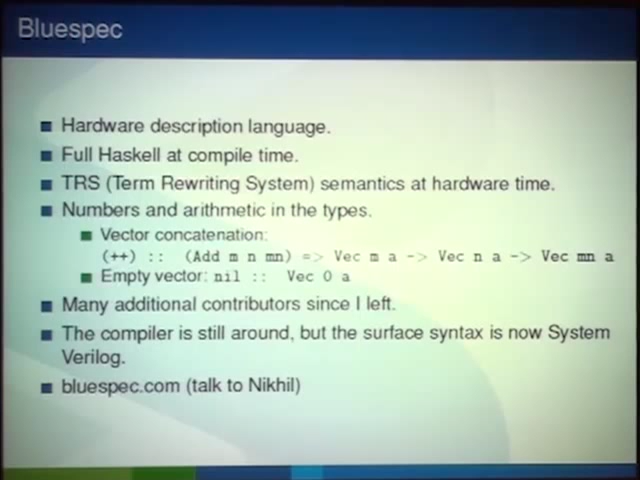 Bluespec
Hardware description language.
Full Haskell at compile time.
TRS (Term Rewriting System) semantics at hardware time.
Numbers and arithmetic in the types.
Vector concatenation:
(++) :: (Add m n mn) => Vec m a -> Vec n a -> Vec mn a
Empty vector: nil :: Vec 0 a
Many additional contributors since I left.
The compiler is still around, but the surface syntax is now System
Verilog.
bluespec.com (talk to Nikhil)